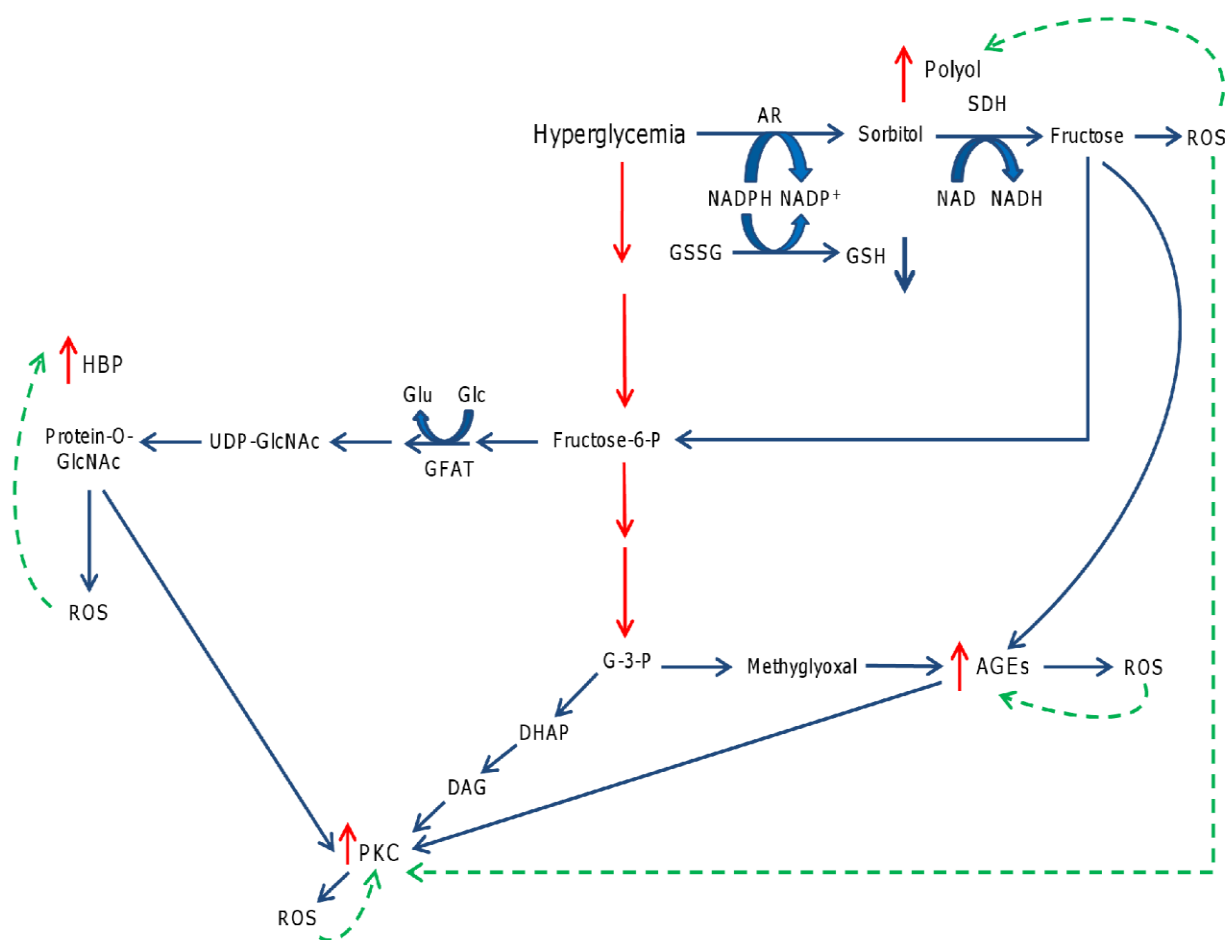 Polyol
SDH
AR
Hyperglycemia
Sorbitol
Fructose
ROS
NADPH NADP+
NAD NADH
GSSG
GSH
HBP
Glu Glc
Protein-O-
GlcNAc
UDP-GlcNAc
Fructose-6-P
GFAT
ROS
G-3-P
Methyglyoxal
AGEs
ROS
DHAP
DAG
PKC
ROS